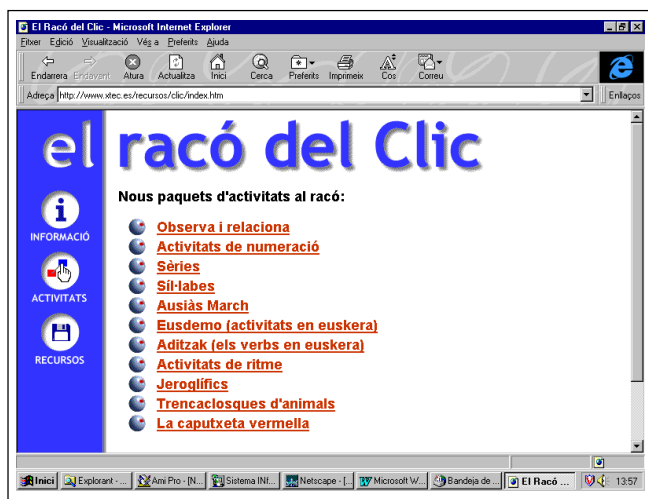 El Racó del Clic - Microsoft Internet Explorer
Fitxer Edició Visualització Vés a Preferits Ajuda
Endarrera Endavant Atura Actualitza Inici Cerca Preferits Imprimeix Cos Correu
Adreça http://www.xtec.es/recursos/clic/index.htm Enllaços
el racó del Clic
Nous paquets d'activitats al racó:
INFORMACIÓ
ACTIVITATS
RECURSOS
Observa i relaciona
Activitats de numeració
Sèries
Síl·labes
Ausiàs March
Eusdemo (activitats en euskera)
Aditzak (els verbs en euskera)
Activitats de ritme
Jeroglífics
Trencaclosques d'animals
La caputxeta vermella
Inici Explorant - ... Ami Pro - [N... Sistema INf... Netscape - [... Microsoft W... Bandeja de ... El Racó ... 13:57